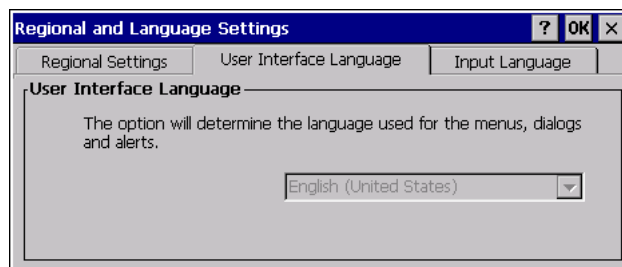 Regional and Language Settings ? OK ×
Regional Settings User Interface Language Input Language
User Interface Language
The option will determine the language used for the menus, dialogs
and alerts.
English (United States)